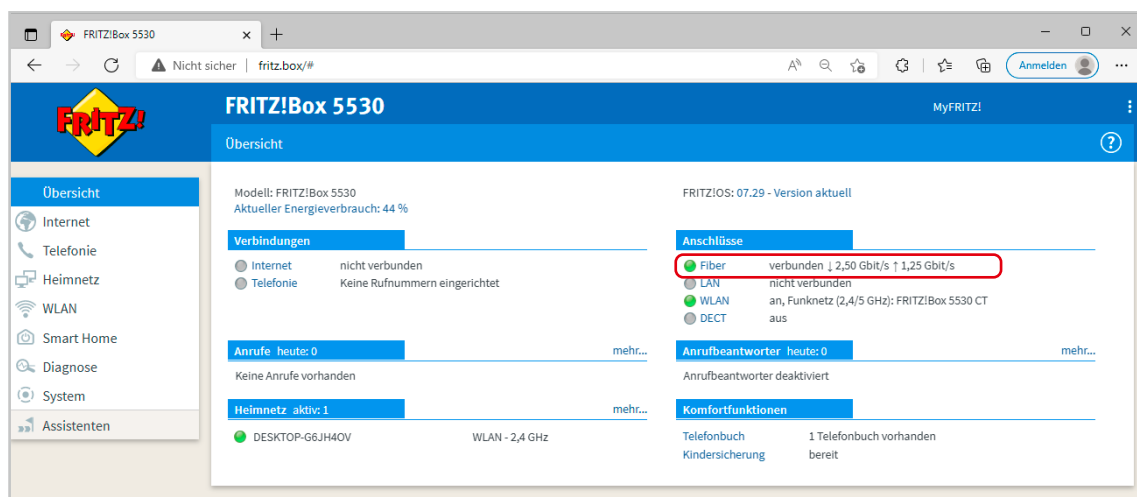 FRITZ!Box 5530
Nicht sicher | fritz.box/#
Anmelden
FRITZ!
FRITZ!Box 5530
MyFRITZ!
Übersicht
Übersicht
Internet
Telefonie
Heimnetz
WLAN
Smart Home
Diagnose
System
Assistenten
Modell: FRITZ!Box 5530
Aktueller Energieverbrauch: 44 %
FRITZ!OS: 07.29 - Version aktuell
Verbindungen
Internet nicht verbunden
Telefonie Keine Rufnummern eingerichtet
Anschlüsse
Fiber verbunden ↓ 2,50 Gbit/s ↑ 1,25 Gbit/s
LAN nicht verbunden
WLAN an, Funknetz (2,4/5 GHz): FRITZ!Box 5530 CT
DECT aus
Anrufe heute: 0 mehr...
Keine Anrufe vorhanden
Anrufbeantworter heute: 0 mehr...
Anrufbeantworter deaktiviert
Heimnetz aktiv: 1 mehr...
DESKTOP-G6JH4OV WLAN - 2,4 GHz
Komfortfunktionen
Telefonbuch 1 Telefonbuch vorhanden
Kindersicherung bereit